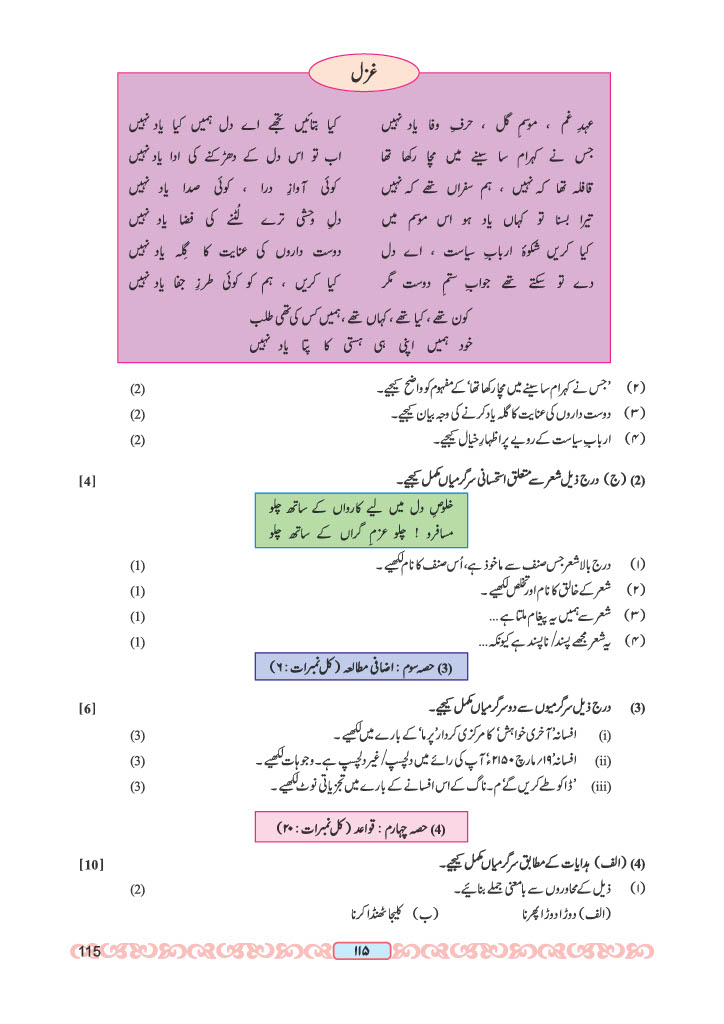 غزل
عہدِ غم ، موسمِ گل ، حرفِ وفا یاد نہیں کیا بتائیں تجھے اے دل ہمیں کیا یاد نہیں
جس نے کہرام سا سینے میں مچا رکھا تھا اب تو اس دل کے دھڑکنے کی ادا یاد نہیں
قافلہ تھا کہ نہیں ، ہم سفراں تھے کہ نہیں کوئی آوازِ درا ، کوئی صدا یاد نہیں
تیرا بسنا تو کہاں یاد ہو اس موسم میں دلِ وحشی ترے لُٹنے کی فضا یاد نہیں
کیا کریں شکوۂ اربابِ سیاست ، اے دل دوست داروں کی عنایت کا گِلہ یاد نہیں
دے تو سکتے تھے جوابِ ستمِ دوست مگر کیا کریں ، ہم کو کوئی طرزِ جفا یاد نہیں
کون تھے ، کیا تھے ، کہاں تھے ، ہمیں کس کی تھی طلب
خود ہمیں اپنی ہی ہستی کا پتا یاد نہیں
(۲) ’جس نے کہرام سا سینے میں مچا رکھا تھا‘ کے مفہوم کو واضح کیجیے۔ (2)
(۳) دوست داروں کی عنایت کا گلہ یاد کرنے کی وجہ بیان کیجیے۔ (2)
(۴) اربابِ سیاست کے رویے پر اظہارِ خیال کیجیے۔ (2)
(2) (ج) درج ذیل شعر سے متعلق استحسانی سرگرمیاں مکمل کیجیے۔ [4]
خلوصِ دل میں لیے کارواں کے ساتھ چلو
مسافرو ! چلو عزمِ گراں کے ساتھ چلو
(۱) درج بالا شعر جس صنف سے ماخوذ ہے، اُس صنف کا نام لکھیے۔ (1)
(۲) شعر کے خالق کا نام اور تخلص لکھیے۔ (1)
(۳) شعر سے ہمیں یہ پیغام ملتا ہے... (1)
(۴) یہ شعر مجھے پسند/ناپسند ہے کیونکہ... (1)
(3) حصہ سوم : اضافی مطالعہ (کل نمبرات : ۶)
(3) درج ذیل سرگرمیوں سے دو سرگرمیاں مکمل کیجیے۔ [6]
(i) افسانہ ’آخری خواہش‘ کا مرکزی کردار ’پرما‘ کے بارے میں لکھیے۔ (3)
(ii) افسانہ ’۱۹؍ مارچ ۲۱۵۰ء‘ آپ کی رائے میں دلچسپ/غیر دلچسپ ہے۔ وجوہات لکھیے۔ (3)
(iii) ’ڈاکو طے کریں گے‘ م۔ناگ کے اس افسانے کے بارے میں تجزیاتی نوٹ لکھیے۔ (3)
(4) حصہ چہارم : قواعد (کل نمبرات : ۲۰)
(4) (الف) ہدایات کے مطابق سرگرمیاں مکمل کیجیے۔ [10]
(۱) ذیل کے محاوروں سے بامعنی جملے بنائیے۔ (2)
(الف) دوڑا دوڑا پھرنا (ب) کلیجا ٹھنڈا کرنا
115 ۱۱۵